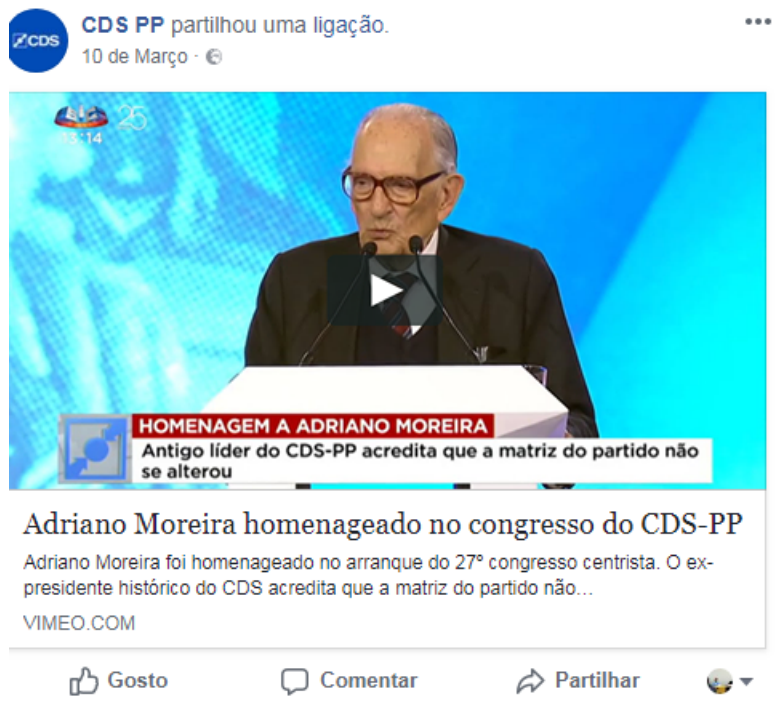 CDS
CDS PP partilhou uma ligação.
10 de Março ·
SIC 25
13:14
HOMENAGEM A ADRIANO MOREIRA
Antigo líder do CDS-PP acredita que a matriz do partido não
se alterou
Adriano Moreira homenageado no congresso do CDS-PP
Adriano Moreira foi homenageado no arranque do 27º congresso centrista. O ex-
presidente histórico do CDS acredita que a matriz do partido não...
VIMEO.COM
Gosto Comentar Partilhar